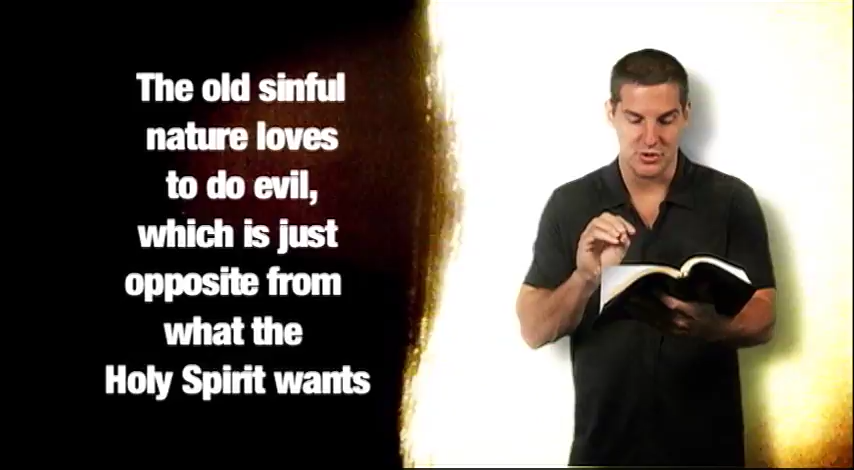 The old sinful
nature loves
to do evil,
which is just
opposite from
what the
Holy Spirit wants